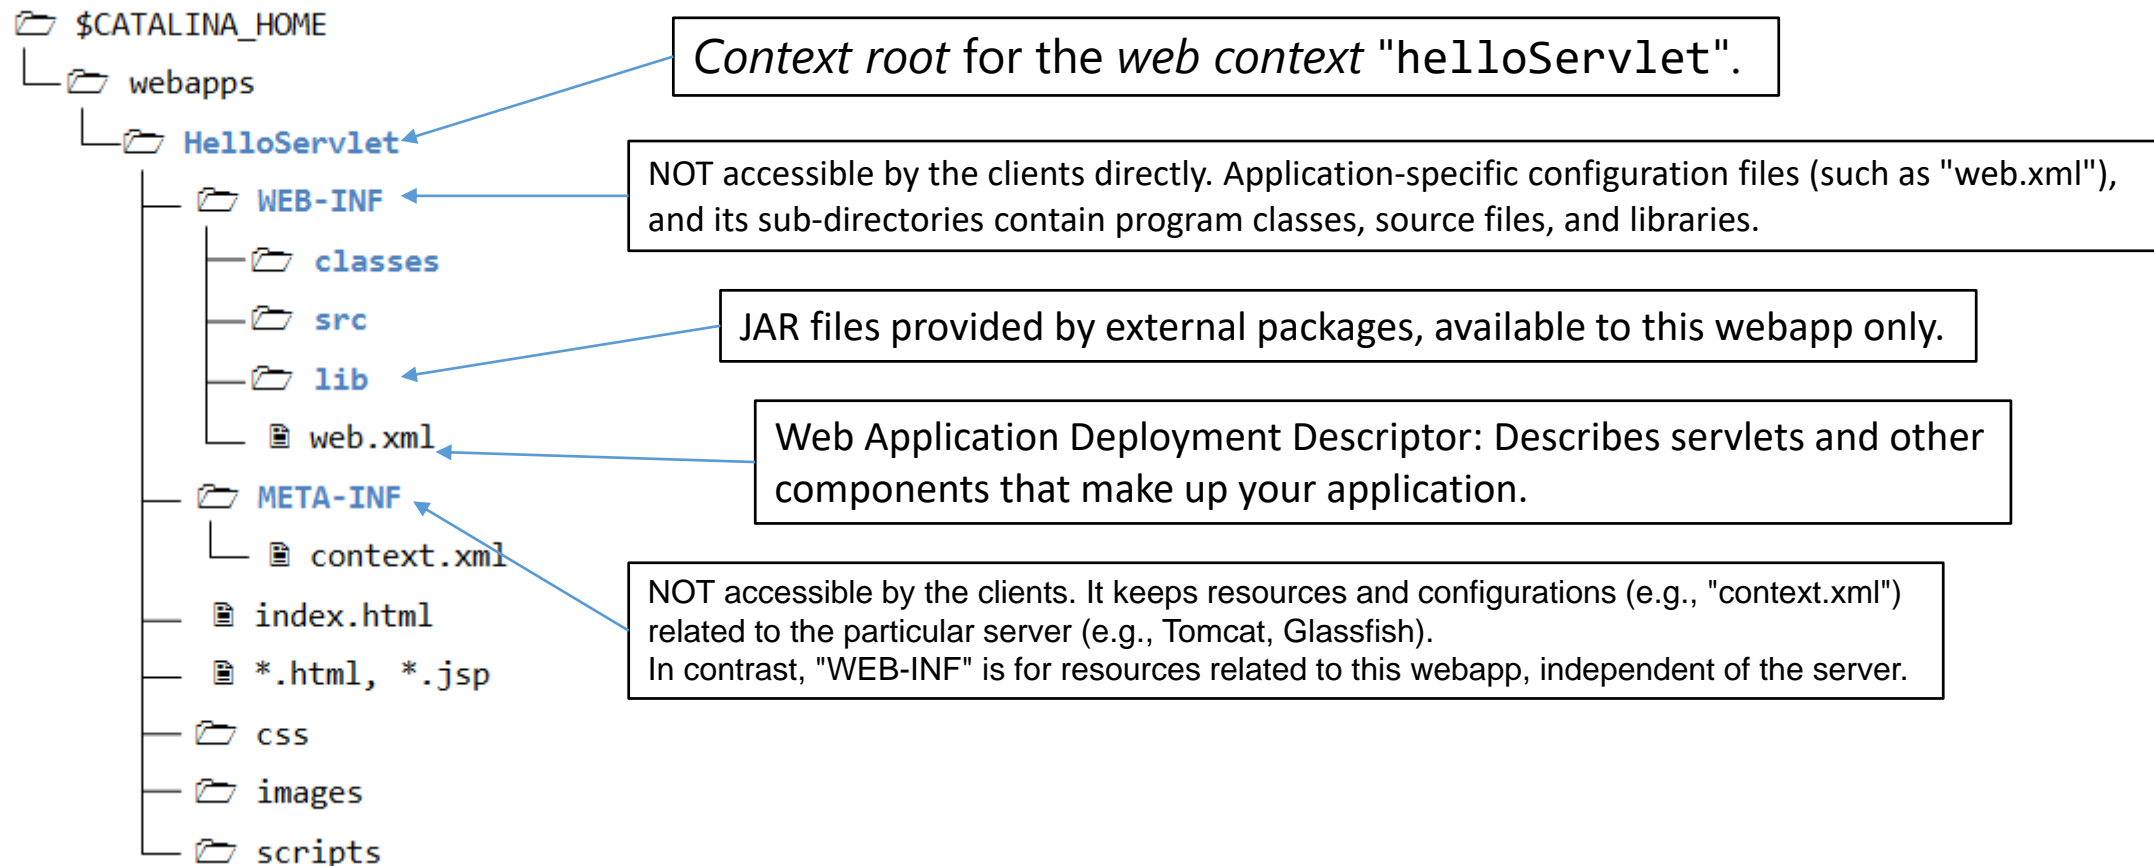 $CATALINA_HOME
Context root for the web context "helloServlet".
webapps
HelloServlet
NOT accessible by the clients directly. Application-specific configuration files (such as "web.xml"),
and its sub-directories contain program classes, source files, and libraries.
WEB-INF
classes
src
JAR files provided by external packages, available to this webapp only.
lib
web.xml
Web Application Deployment Descriptor: Describes servlets and other
components that make up your application.
META-INF
context.xml
NOT accessible by the clients. It keeps resources and configurations (e.g., "context.xml")
related to the particular server (e.g., Tomcat, Glassfish).
In contrast, "WEB-INF" is for resources related to this webapp, independent of the server.
index.html
*.html, *.jsp
css
images
scripts